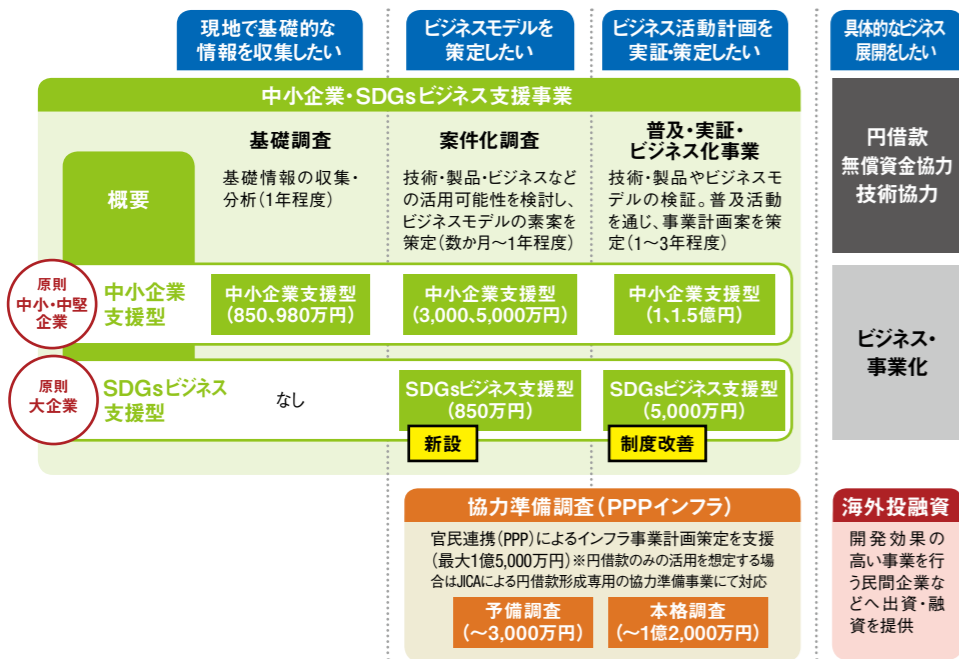 現地で基礎的な
情報を収集したい
ビジネスモデルを
策定したい
ビジネス活動計画を
実証・策定したい
具体的なビジネス
展開をしたい
中小企業・SDGsビジネス支援事業
概要
基礎調査
基礎情報の収集・
分析(1年程度)
案件化調査
技術・製品・ビジネスなど
の活用可能性を検討し、
ビジネスモデルの素案を
策定(数か月～1年程度)
普及・実証・
ビジネス化事業
技術・製品やビジネスモ
デルの検証。普及活動
を通じ、事業計画案を策
定(1～3年程度)
円借款
無償資金協力
技術協力
原則
中小・中堅
企業
中小企業
支援型
中小企業支援型
(850、980万円)
中小企業支援型
(3,000、5,000万円)
中小企業支援型
(1、1.5億円)
ビジネス・
事業化
原則
大企業
SDGsビジネス
支援型
なし
SDGsビジネス支援型
(850万円)
新設
SDGsビジネス支援型
(5,000万円)
制度改善
協力準備調査(PPPインフラ)
官民連携(PPP)によるインフラ事業計画策定を支援
(最大1億5,000万円)※円借款のみの活用を想定する場
合はJICAによる円借款形成専用の協力準備事業にて対応
予備調査
(～3,000万円)
本格調査
(～1億2,000万円)
海外投融資
開発効果の
高い事業を行
う民間企業な
どへ出資・融
資を提供